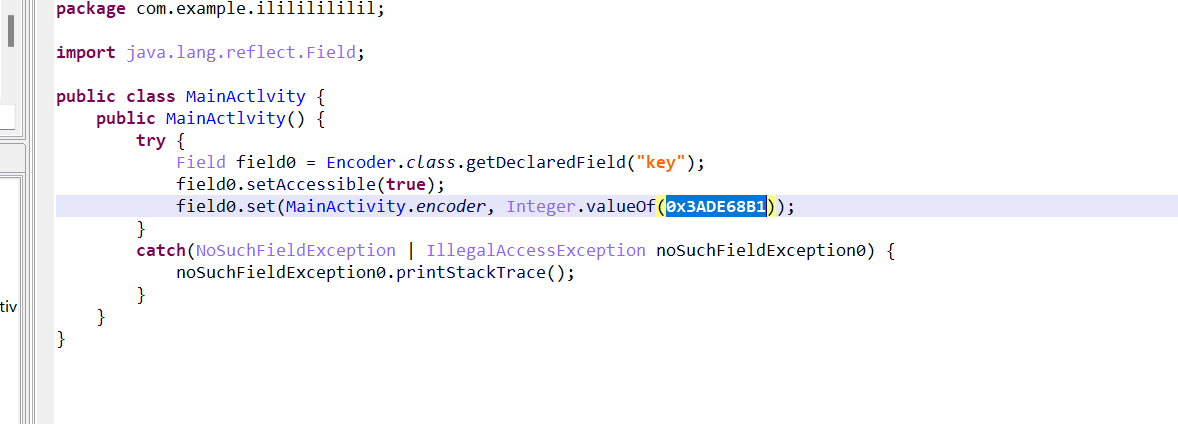 package com.example.ilililililil;
import java.lang.reflect.Field;
public class MainActlvity {
public MainActlvity() {
try {
Field field0 = Encoder.class.getDeclaredField("key");
field0.setAccessible(true);
field0.set(MainActivity.encoder, Integer.valueOf(0x3ADE68B1));
}
catch(NoSuchFieldException | IllegalAccessException noSuchFieldException0) {
noSuchFieldException0.printStackTrace();
}
tiv
}
}